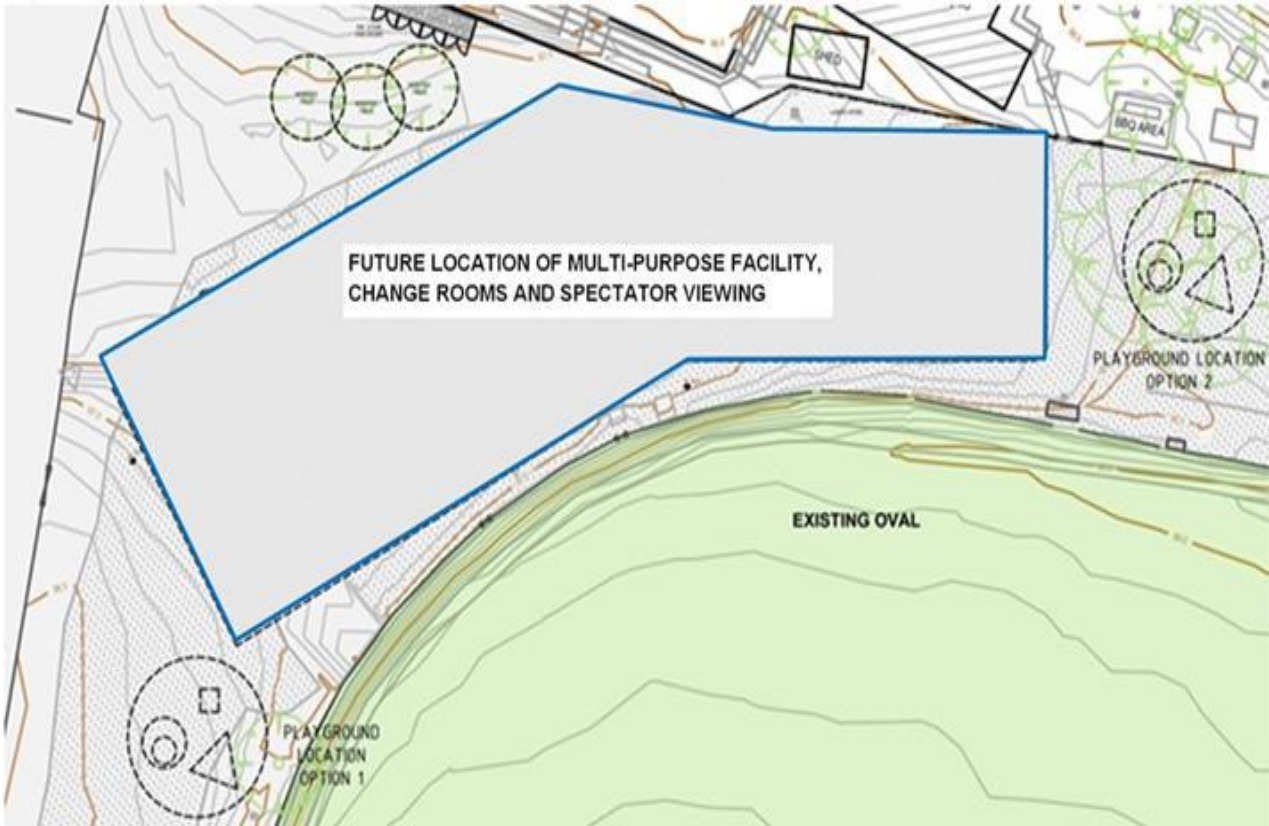 SHED
BBQ AREA
FUTURE LOCATION OF MULTI-PURPOSE FACILITY,
CHANGE ROOMS AND SPECTATOR VIEWING
PLAYGROUND LOCATION
OPTION 2
EXISTING OVAL
PLAYGROUND
LOCATION
OPTION 1